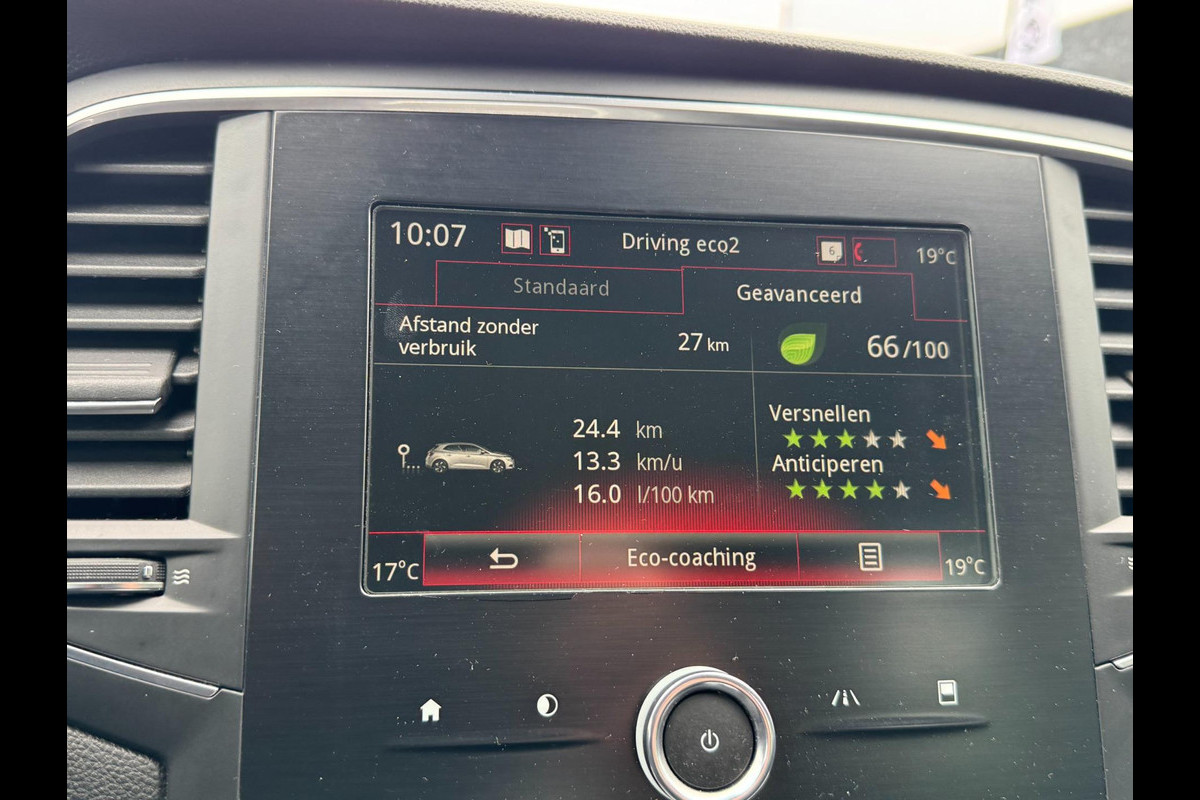 10:07
Driving eco2
6
19°C
Standaard
Geavanceerd
Afstand zonder
verbruik
27 km
66/100
24.4 km
13.3 km/u
16.0 l/100 km
Versnellen
Anticiperen
17°C
Eco-coaching
19°C